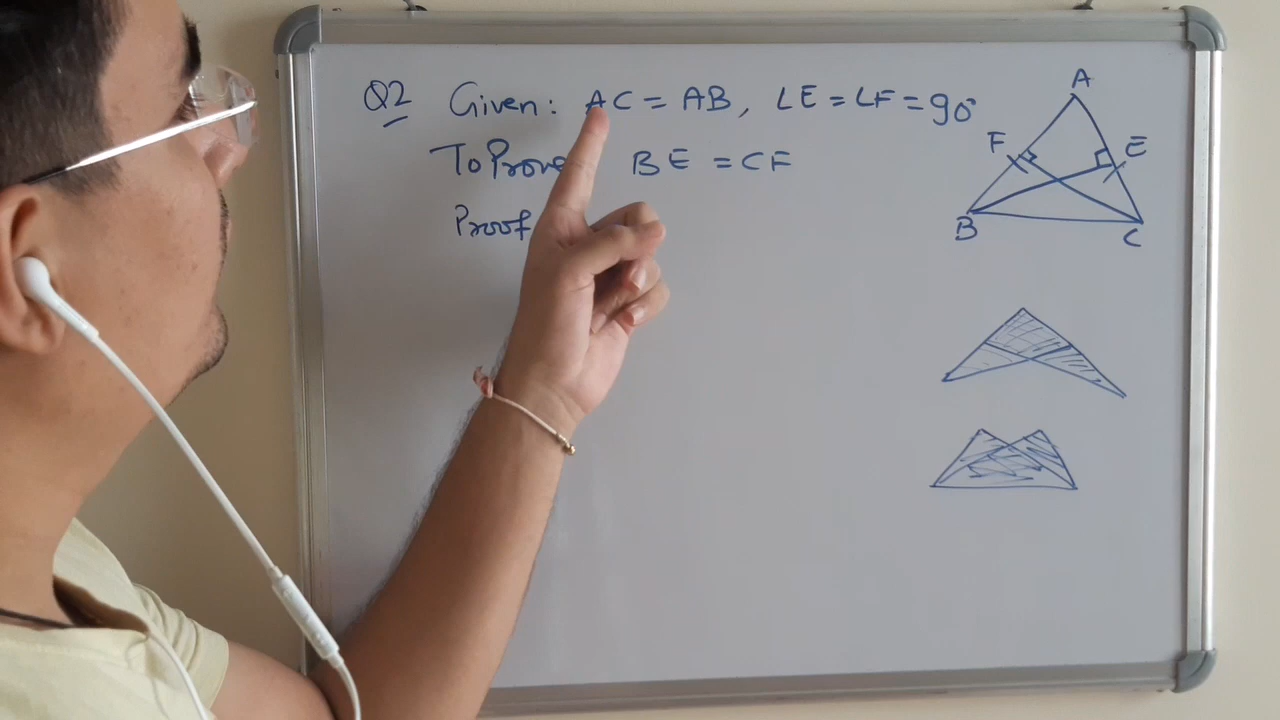 Q2 Given: AC = AB, ∠E = ∠F = 90°
To Prove BE = CF
Proof
A
F E
B C